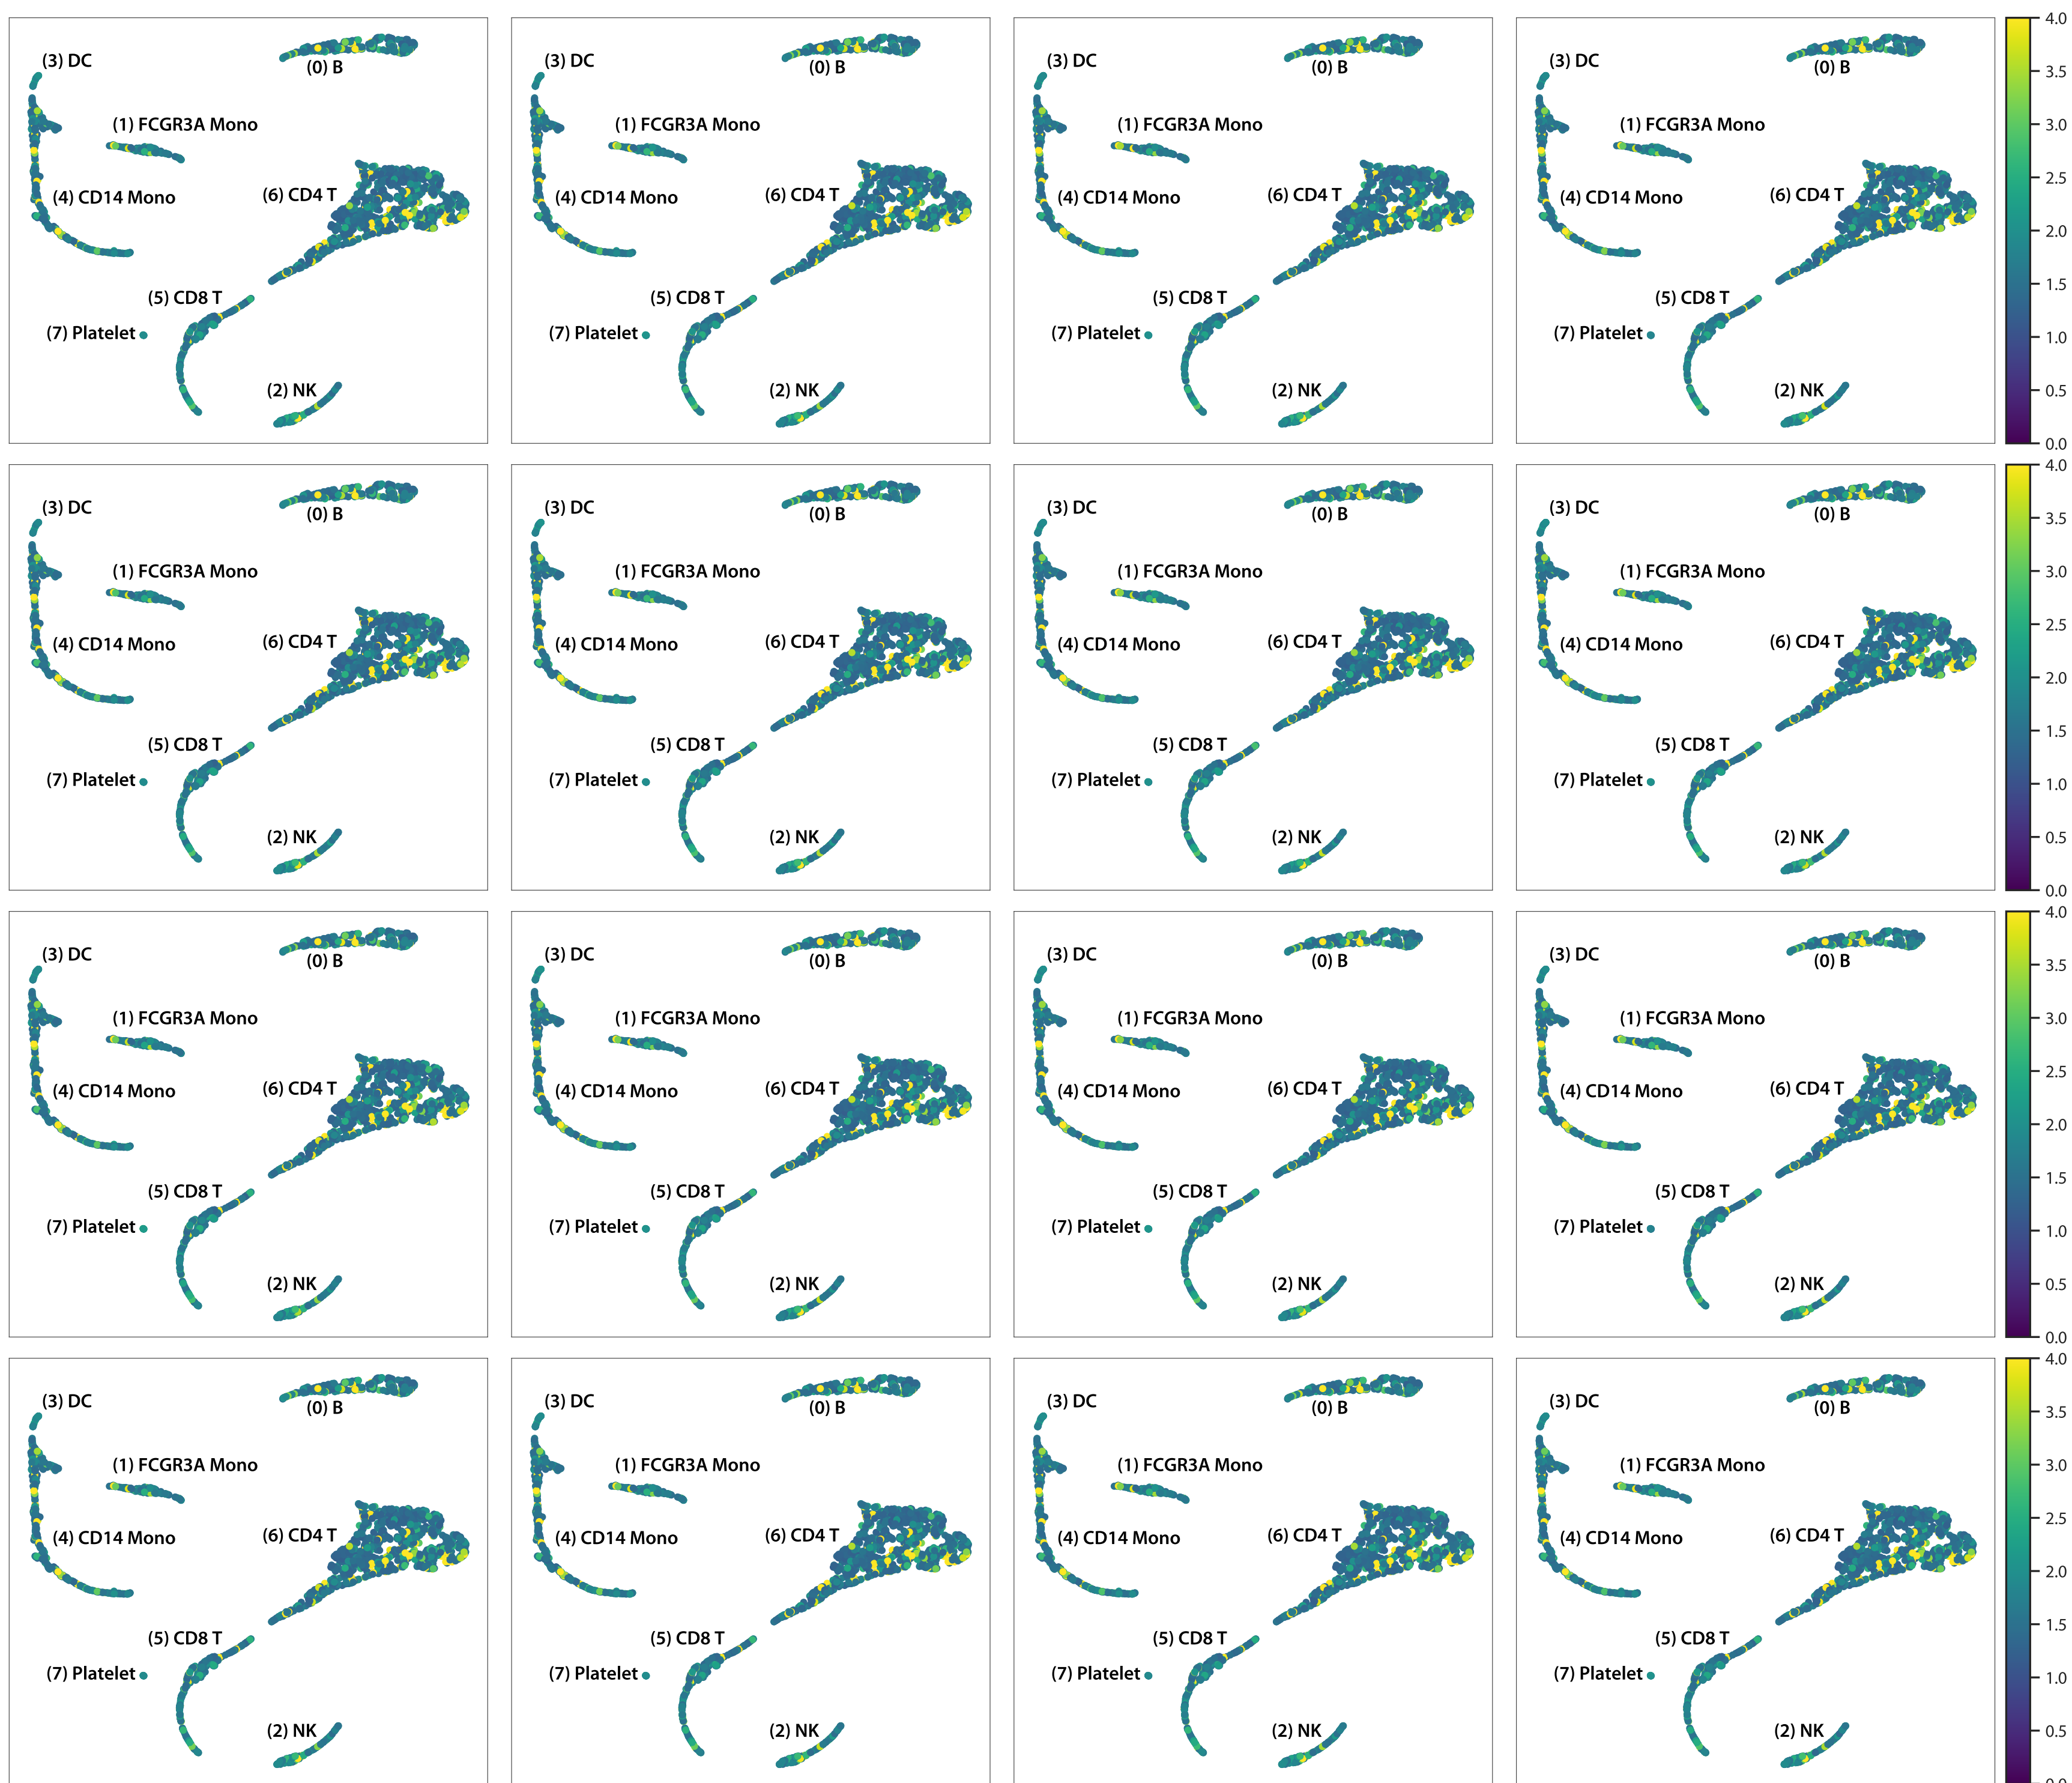 (3) DC
(0) B
(1) FCGR3A Mono
(6) CD4 T
(4) CD14 Mono
(5) CD8 T
(7) Platelet
(2) NK
(3) DC
(0) B
(1) FCGR3A Mono
(6) CD4 T
(4) CD14 Mono
(5) CD8 T
(7) Platelet
(2) NK
(3) DC
(0) B
(1) FCGR3A Mono
(6) CD4 T
(4) CD14 Mono
(5) CD8 T
(7) Platelet
(2) NK
(3) DC
(0) B
(1) FCGR3A Mono
(6) CD4 T
(4) CD14 Mono
(5) CD8 T
(7) Platelet
(2) NK
4.0
3.5
3.0
2.5
2.0
1.5
1.0
0.5
0.0
(3) DC
(0) B
(1) FCGR3A Mono
(6) CD4 T
(4) CD14 Mono
(5) CD8 T
(7) Platelet
(2) NK
(3) DC
(0) B
(1) FCGR3A Mono
(6) CD4 T
(4) CD14 Mono
(5) CD8 T
(7) Platelet
(2) NK
(3) DC
(0) B
(1) FCGR3A Mono
(6) CD4 T
(4) CD14 Mono
(5) CD8 T
(7) Platelet
(2) NK
(3) DC
(0) B
(1) FCGR3A Mono
(6) CD4 T
(4) CD14 Mono
(5) CD8 T
(7) Platelet
(2) NK
4.0
3.5
3.0
2.5
2.0
1.5
1.0
0.5
0.0
(3) DC
(0) B
(1) FCGR3A Mono
(6) CD4 T
(4) CD14 Mono
(5) CD8 T
(7) Platelet
(2) NK
(3) DC
(0) B
(1) FCGR3A Mono
(6) CD4 T
(4) CD14 Mono
(5) CD8 T
(7) Platelet
(2) NK
(3) DC
(0) B
(1) FCGR3A Mono
(6) CD4 T
(4) CD14 Mono
(5) CD8 T
(7) Platelet
(2) NK
(3) DC
(0) B
(1) FCGR3A Mono
(6) CD4 T
(4) CD14 Mono
(5) CD8 T
(7) Platelet
(2) NK
4.0
3.5
3.0
2.5
2.0
1.5
1.0
0.5
0.0
(3) DC
(0) B
(1) FCGR3A Mono
(6) CD4 T
(4) CD14 Mono
(5) CD8 T
(7) Platelet
(2) NK
(3) DC
(0) B
(1) FCGR3A Mono
(6) CD4 T
(4) CD14 Mono
(5) CD8 T
(7) Platelet
(2) NK
(3) DC
(0) B
(1) FCGR3A Mono
(6) CD4 T
(4) CD14 Mono
(5) CD8 T
(7) Platelet
(2) NK
(3) DC
(0) B
(1) FCGR3A Mono
(6) CD4 T
(4) CD14 Mono
(5) CD8 T
(7) Platelet
(2) NK
4.0
3.5
3.0
2.5
2.0
1.5
1.0
0.5